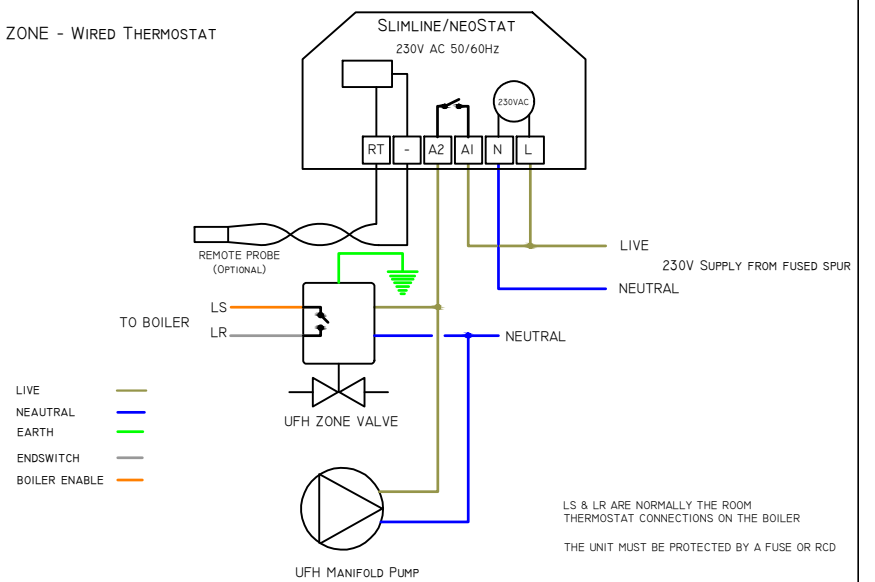 ZONE - WIRED THERMOSTAT
SLIMLINE/NEOSTAT
230V AC 50/60HZ
230VAC
RT
-
A2
A1
N
L
REMOTE PROBE
(OPTIONAL)
LIVE
230V SUPPLY FROM FUSED SPUR
NEUTRAL
LS
TO BOILER
LR
NEUTRAL
UFH ZONE VALVE
LIVE
NEAUTRAL
EARTH
ENDSWITCH
BOILER ENABLE
LS & LR ARE NORMALLY THE ROOM
THERMOSTAT CONNECTIONS ON THE BOILER
THE UNIT MUST BE PROTECTED BY A FUSE OR RCD
UFH MANIFOLD PUMP